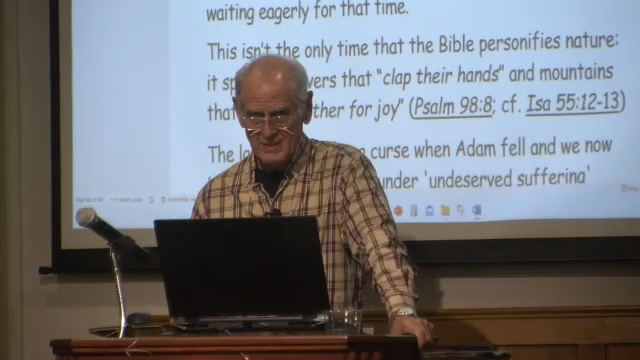 waiting eagerly for that time.
This isn't the only time that the Bible personifies nature:
it vers that "clap their hands" and mountains
that ther for joy" (Psalm 98:8; cf. Isa 55:12-13)
The curse when Adam fell and we now
under 'undeserved suffering'